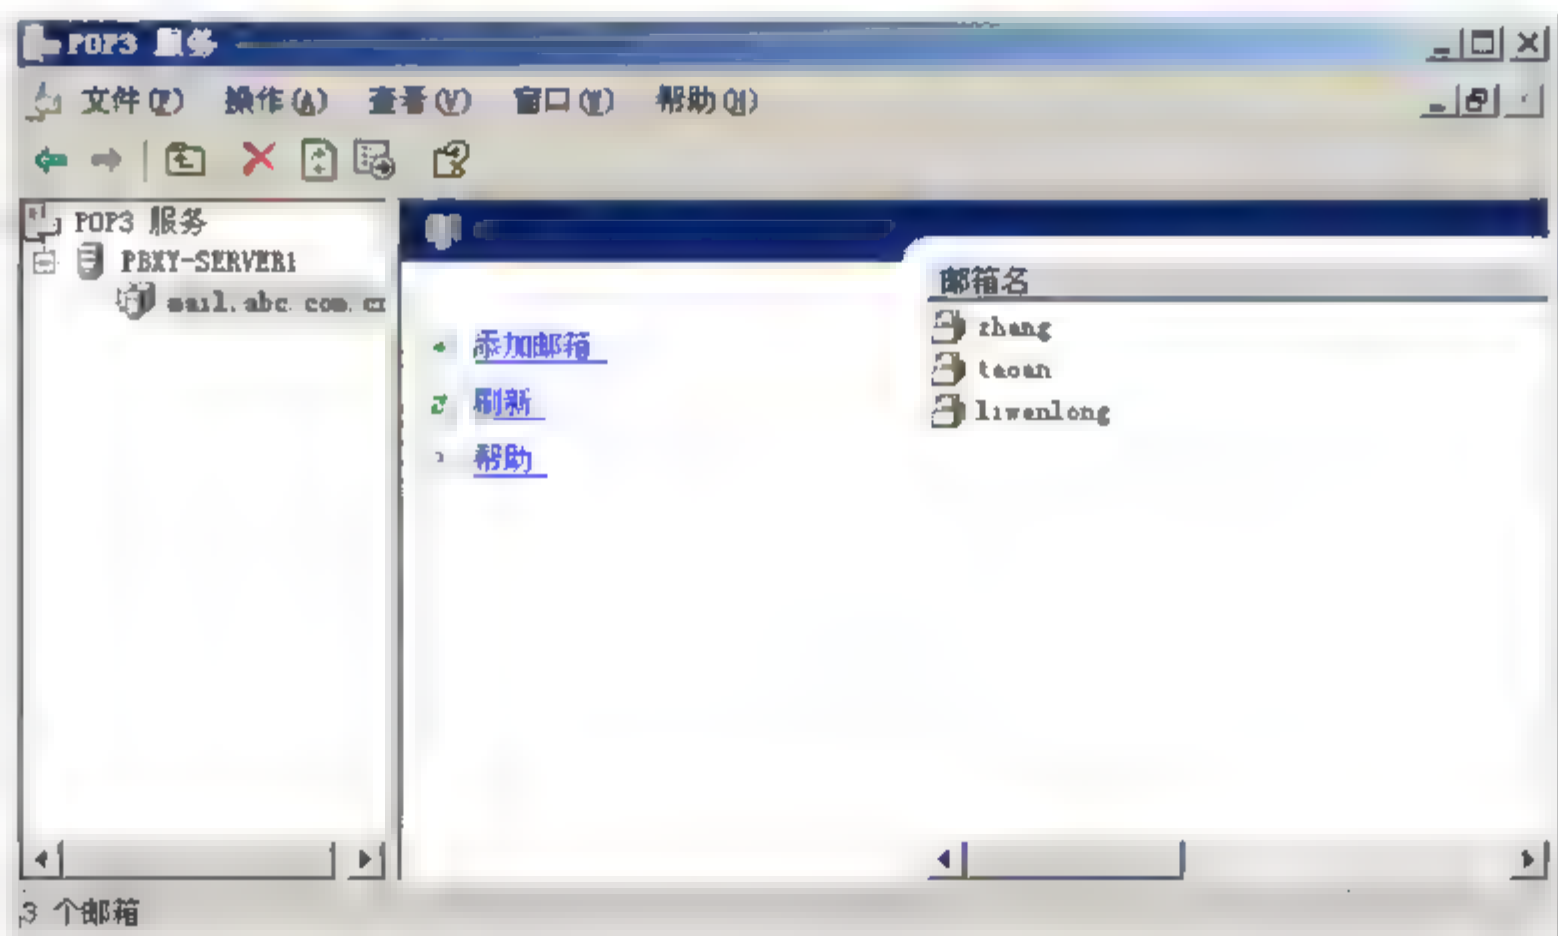 POP3 服务
文件(F) 操作(A) 查看(V) 窗口(W) 帮助(H)
POP3 服务
PBXY-SERVER1
mail.abc.com.cn
邮箱名
zhang
taoan
liwenlong
添加邮箱
刷新
帮助
3 个邮箱